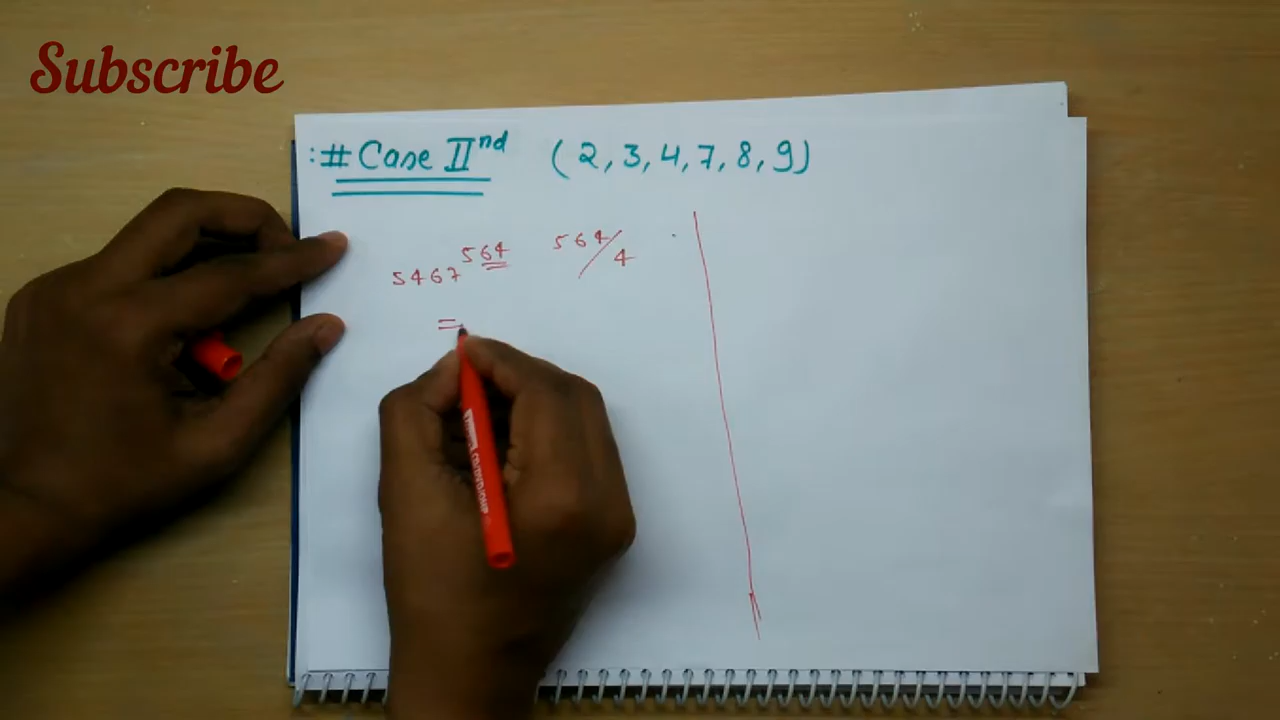 Subscribe
:# Case IInd (2, 3, 4, 7, 8, 9)
5467^564 564/4
=